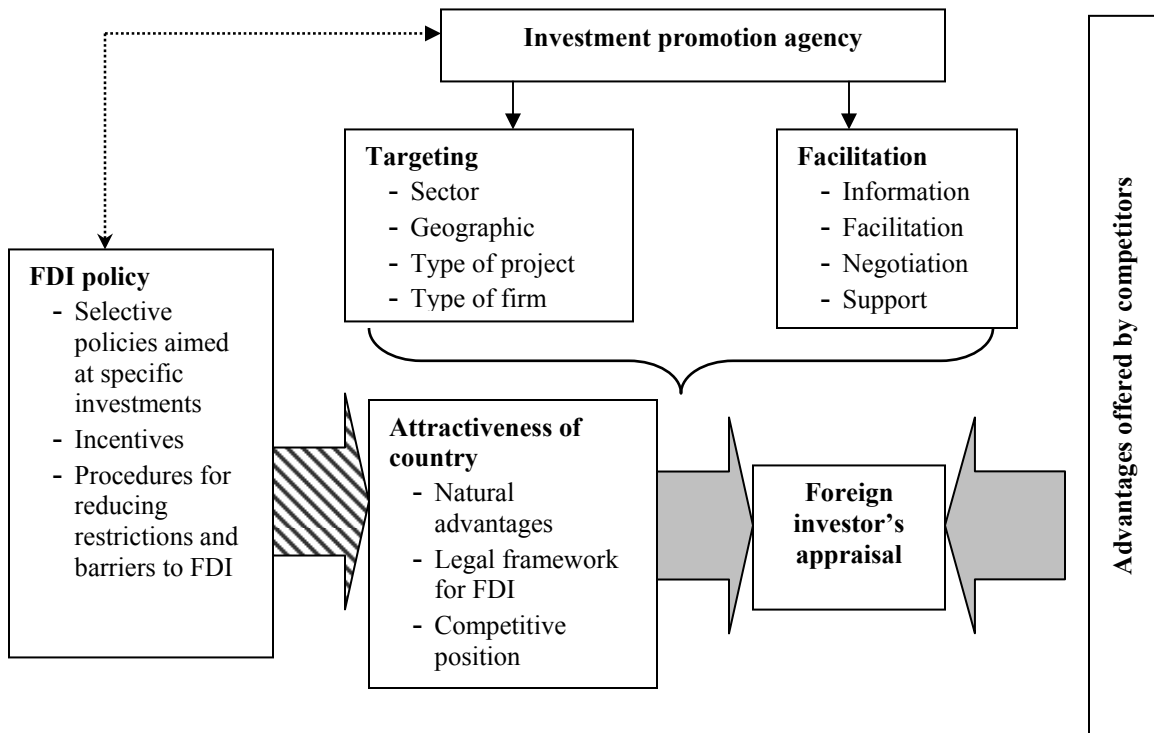 Investment promotion agency
Targeting
- Sector
- Geographic
- Type of project
- Type of firm
Facilitation
- Information
- Facilitation
- Negotiation
- Support
FDI policy
- Selective
policies aimed
at specific
investments
- Incentives
- Procedures for
reducing
restrictions and
barriers to FDI
Attractiveness of
country
- Natural
advantages
- Legal framework
for FDI
- Competitive
position
Foreign
investor’s
appraisal
Advantages offered by competitors